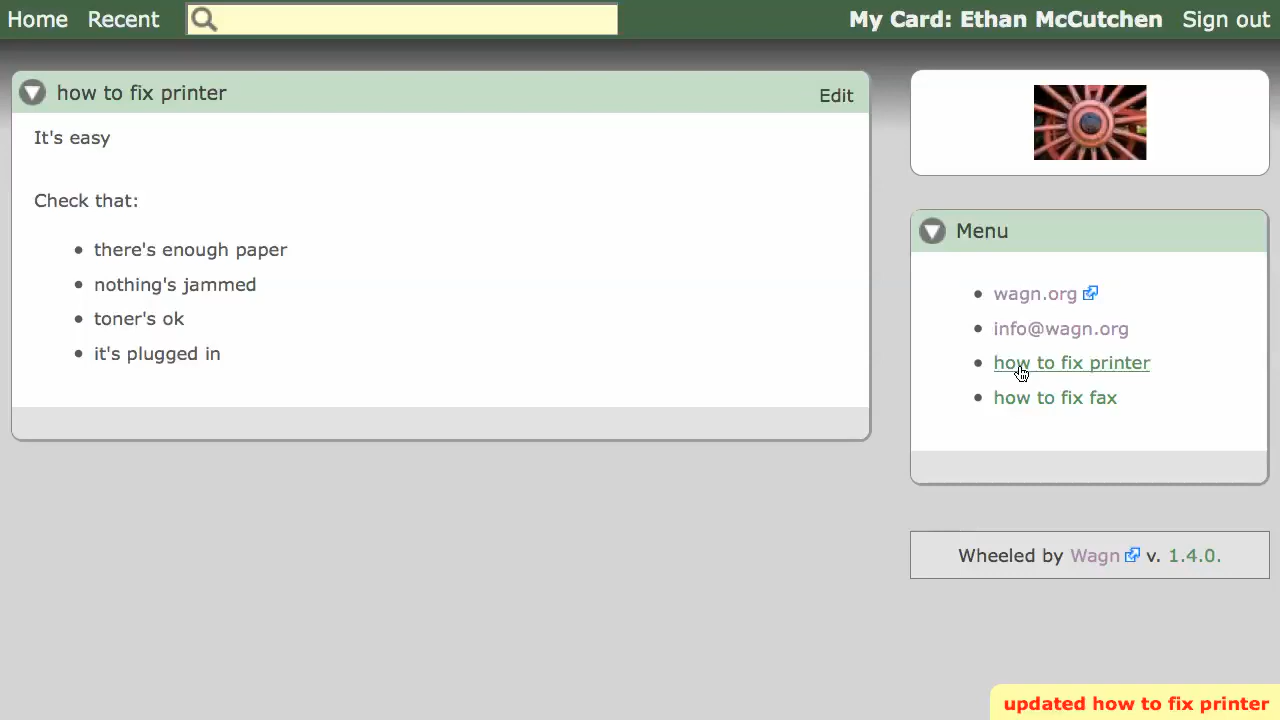 Home Recent My Card: Ethan McCutchen Sign out
how to fix printer Edit
It's easy
Check that:
there's enough paper
nothing's jammed
toner's ok
it's plugged in
Menu
wagn.org
info@wagn.org
how to fix printer
how to fix fax
Wheeled by Wagn v. 1.4.0.
updated how to fix printer